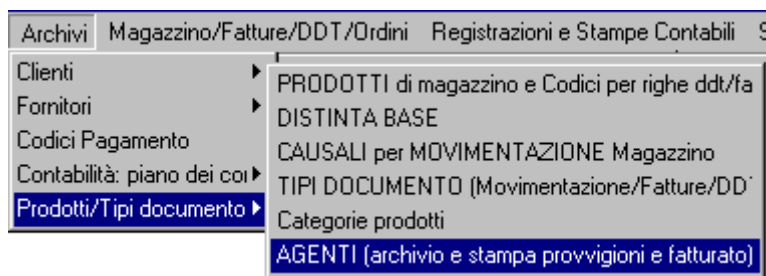 Archivi Magazzino/Fatture/DDT/Ordini Registrazioni e Stampe Contabili S
Clienti
Fornitori
Codici Pagamento
Contabilità: piano dei coi
Prodotti/Tipi documento
PRODOTTI di magazzino e Codici per righe ddt/fa
DISTINTA BASE
CAUSALI per MOVIMENTAZIONE Magazzino
TIPI DOCUMENTO (Movimentazione/Fatture/DD
Categorie prodotti
AGENTI (archivio e stampa provvigioni e fatturato)